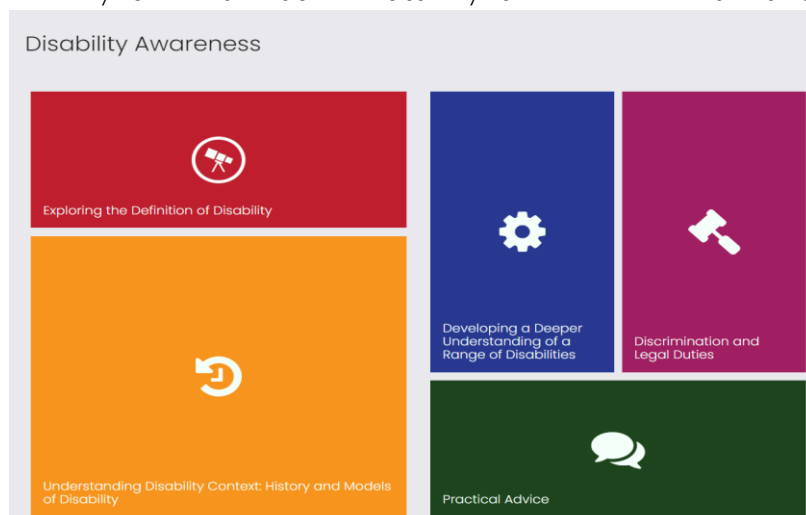 Disability Awareness
Exploring the Definition of Disability
Understanding Disability Context: History and Models
of Disability
Developing a Deeper
Understanding of a
Range of Disabilities
Discrimination and
Legal Duties
Practical Advice